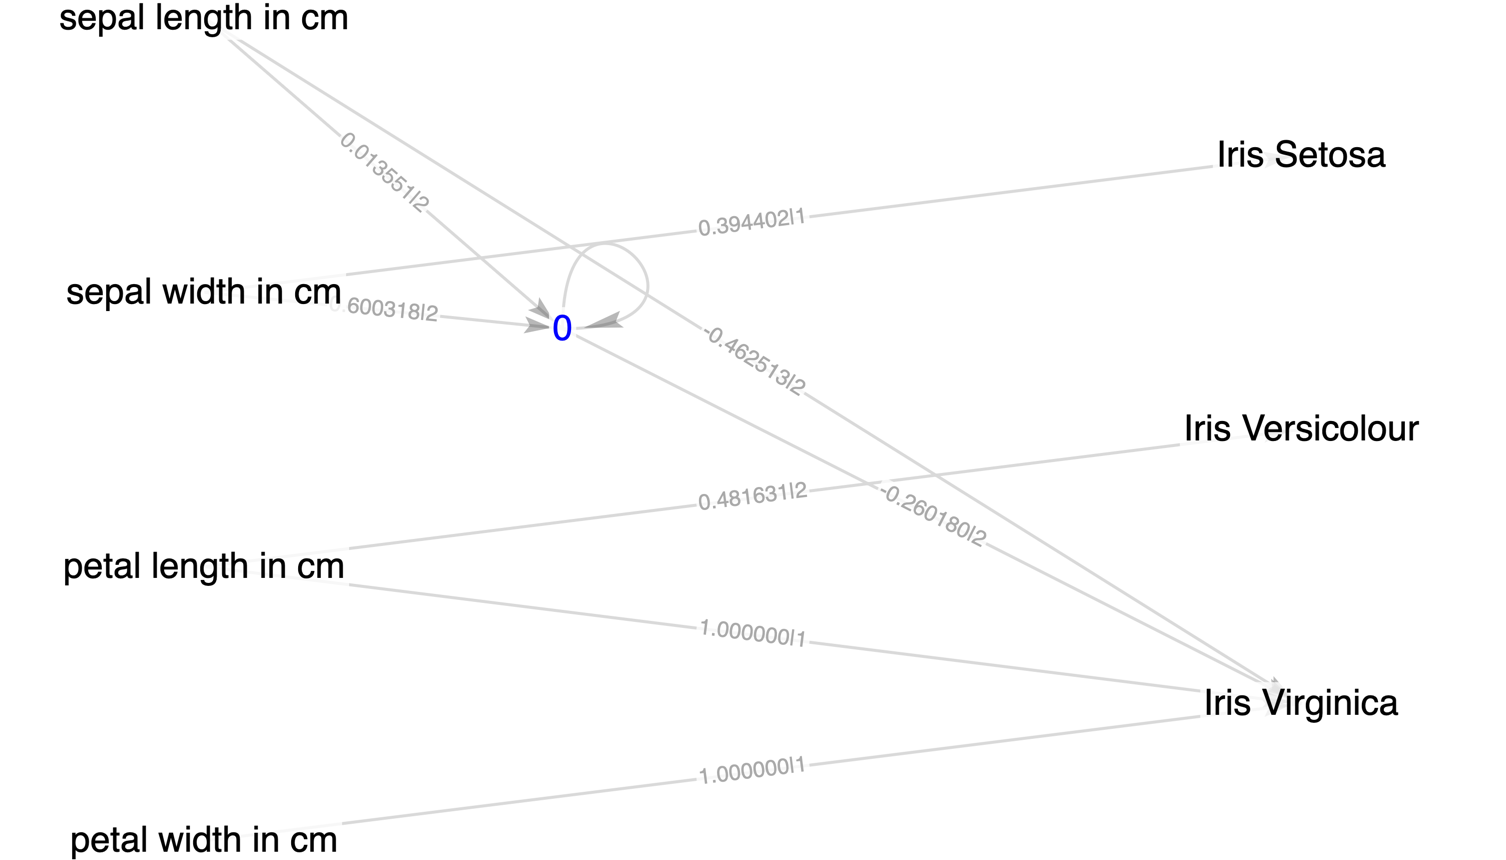 sepal length in cm
0.013551|2
Iris Setosa
0.394402|1
sepal width in cm
0.600318|2
0
-0.462513|2
Iris Versicolour
0.481631|2
-0.260180|2
petal length in cm
1.000000|1
Iris Virginica
1.000000|1
petal width in cm